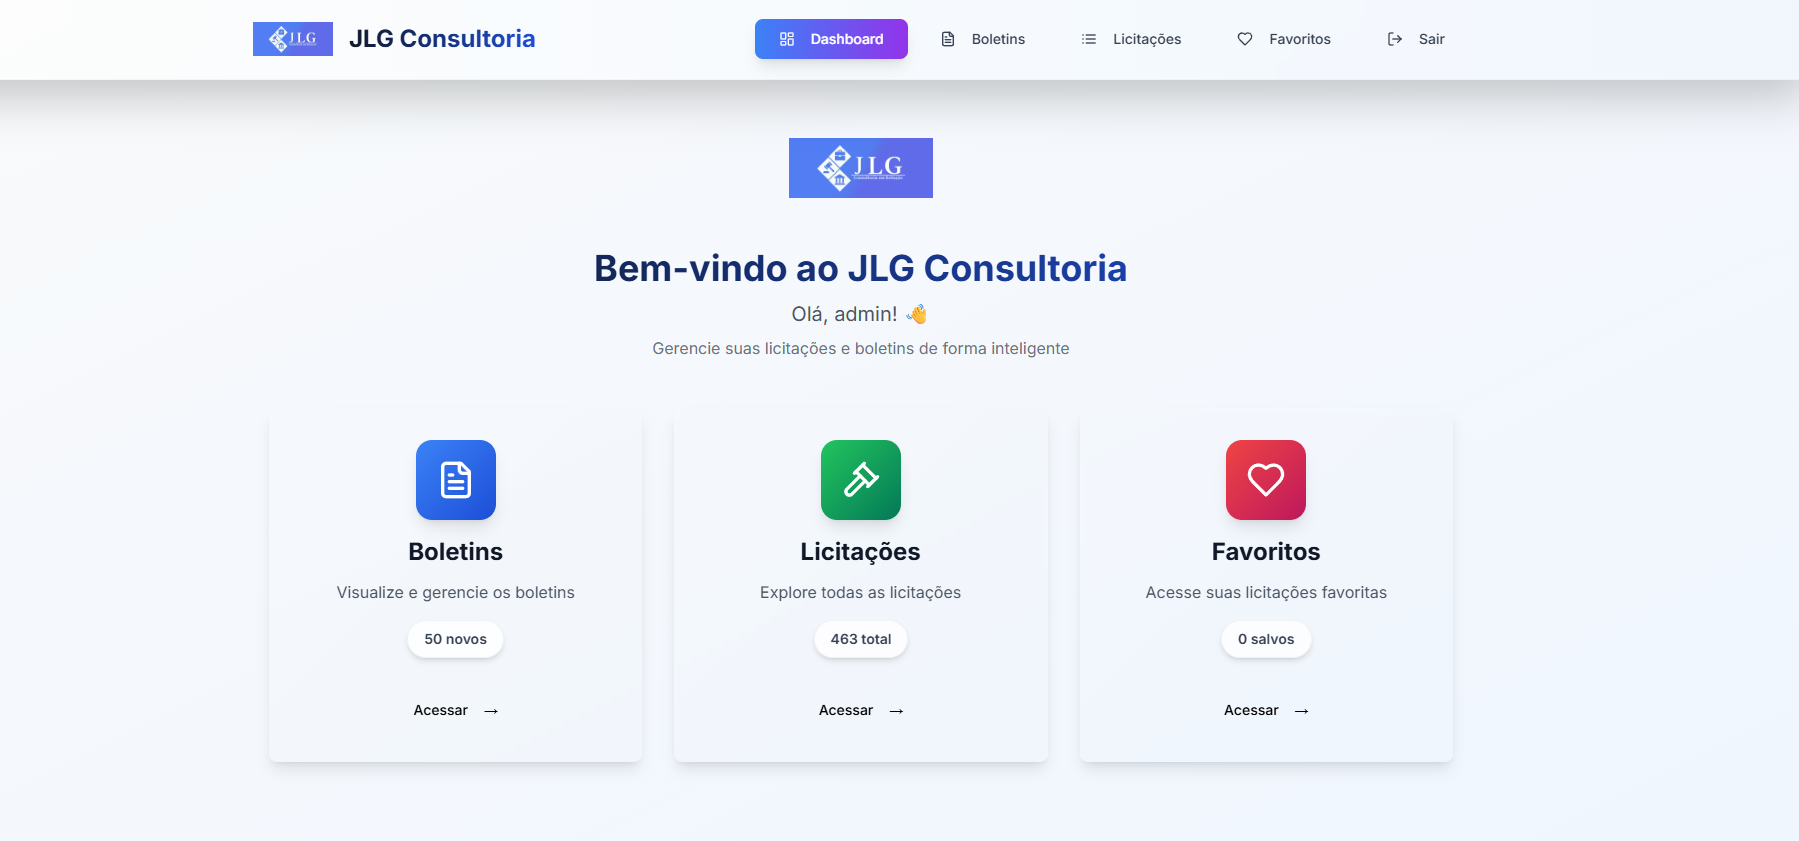 JLG
JLG Consultoria
Dashboard
Boletins
Licitações
Favoritos
Sair
JLG
Bem-vindo ao JLG Consultoria
Olá, admin! 👋
Gerencie suas licitações e boletins de forma inteligente
Boletins
Visualize e gerencie os boletins
50 novos
Acessar →
Licitações
Explore todas as licitações
463 total
Acessar →
Favoritos
Acesse suas licitações favoritas
0 salvos
Acessar →